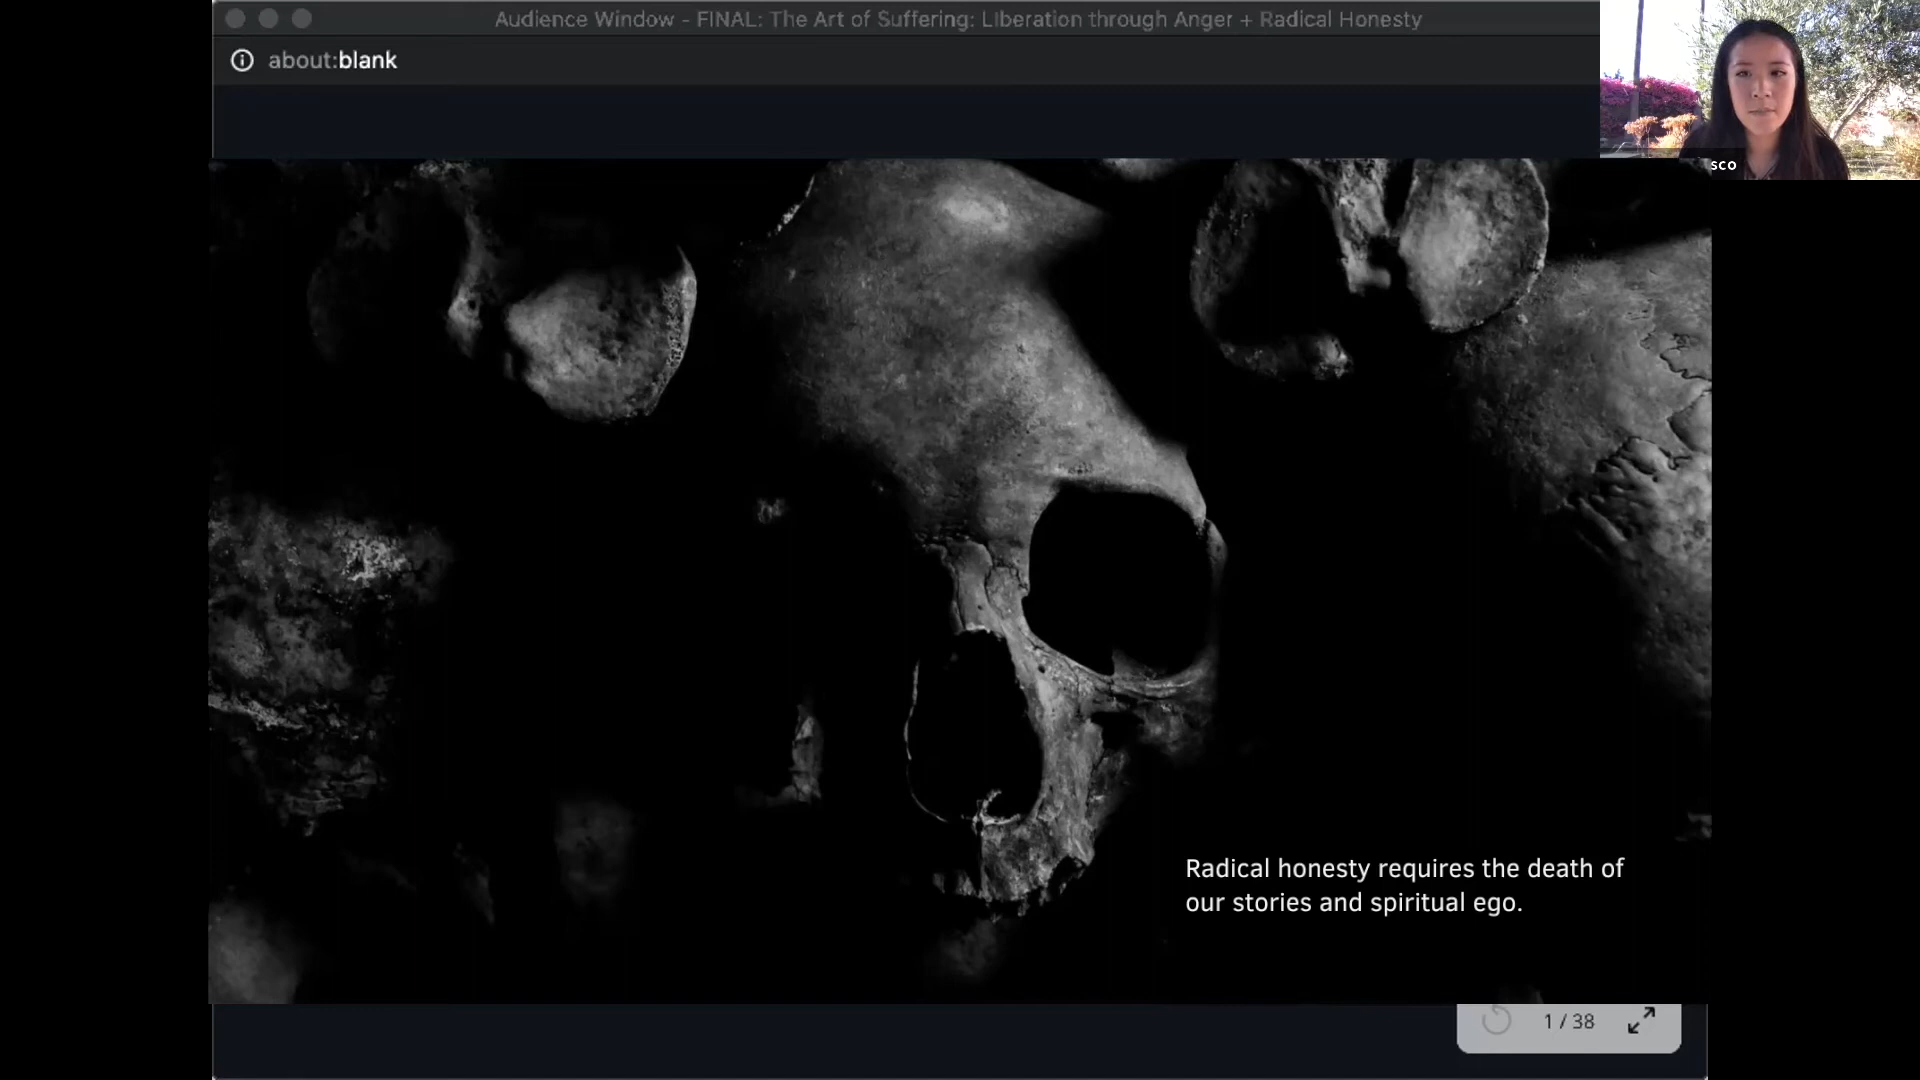 Audience Window - FINAL: The Art of Suffering: LIberation through Anger + Radical Honesty
about:blank
sco
Radical honesty requires the death of
our stories and spiritual ego.
1 / 38